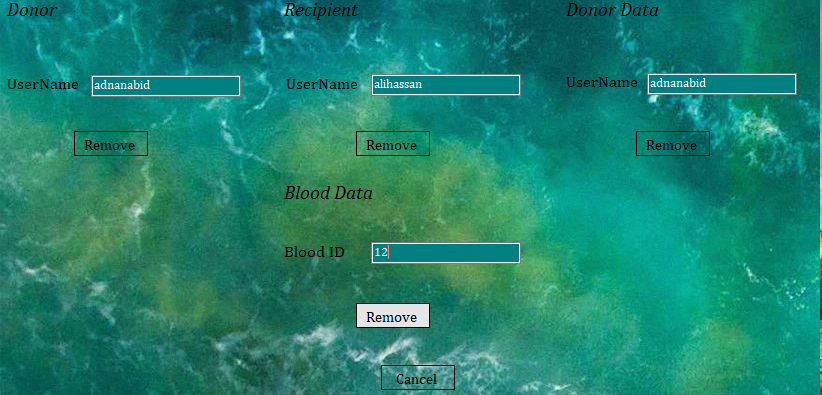 Donor
Recipient
Donor Data
UserName adnanabid
UserName alihassan
UserName adnanabid
Remove
Remove
Remove
Blood Data
Blood ID 12
Remove
Cancel